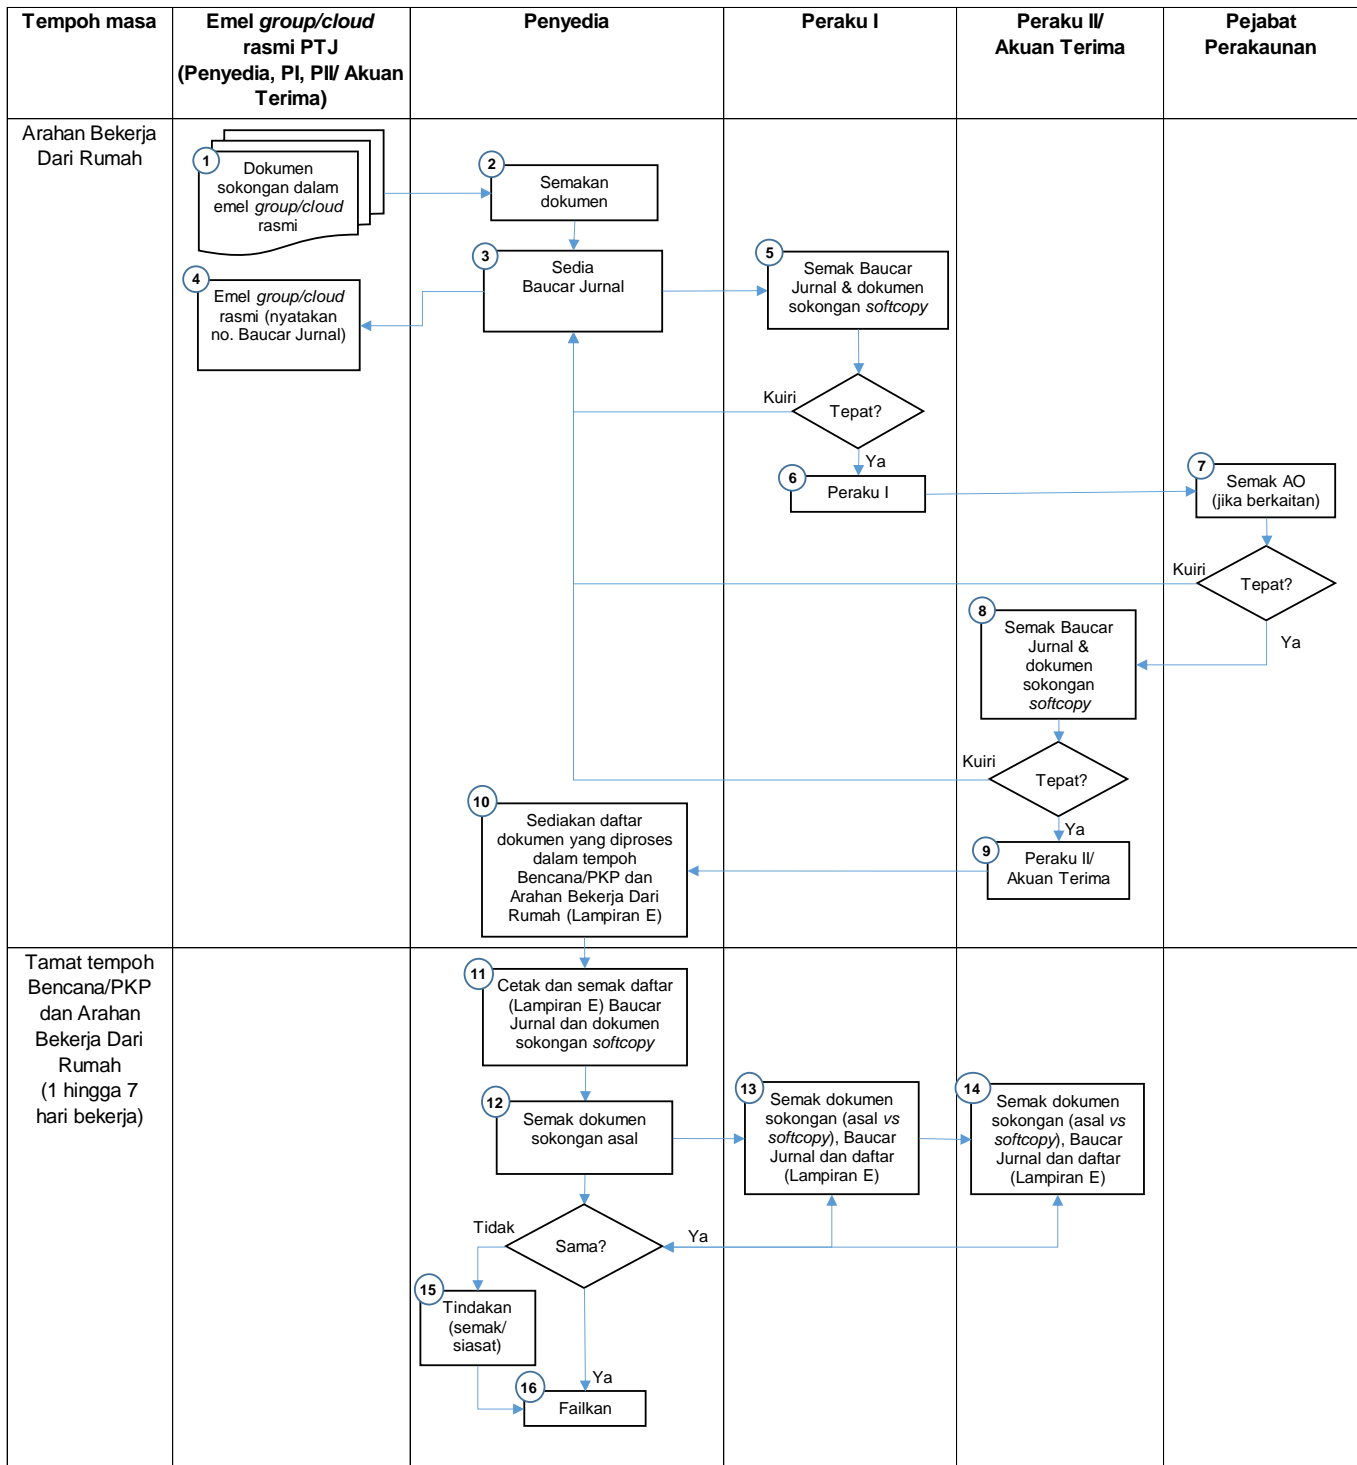 Tempoh masa
Emel group/cloud
rasmi PTJ
(Penyedia, PI, PII/ Akuan
Terima)
Penyedia
Peraku I
Peraku II/
Akuan Terima
Pejabat
Perakaunan
Arahan Bekerja
Dari Rumah
1
Dokumen
sokongan dalam
emel group/cloud
rasmi
2
Semakan
dokumen
3
Sedia
Baucar Jurnal
4
Emel group/cloud
rasmi (nyatakan
no. Baucar Jurnal)
5
Semak Baucar
Jurnal & dokumen
sokongan softcopy
Kuiri
Tepat?
Ya
6
Peraku I
7
Semak AO
(jika berkaitan)
Kuiri
Tepat?
Ya
8
Semak Baucar
Jurnal &
dokumen
sokongan
softcopy
Kuiri
Tepat?
Ya
9
Peraku II/
Akuan Terima
10
Sediakan daftar
dokumen yang diproses
dalam tempoh
Bencana/PKP dan
Arahan Bekerja Dari
Rumah (Lampiran E)
Tamat tempoh
Bencana/PKP
dan Arahan
Bekerja Dari
Rumah
(1 hingga 7
hari bekerja)
11
Cetak dan semak daftar
(Lampiran E) Baucar
Jurnal dan dokumen
sokongan softcopy
12
Semak dokumen
sokongan asal
13
Semak dokumen
sokongan (asal vs
softcopy), Baucar
Jurnal dan daftar
(Lampiran E)
14
Semak dokumen
sokongan (asal vs
softcopy), Baucar
Jurnal dan daftar
(Lampiran E)
Tidak
Sama?
Ya
15
Tindakan
(semak/
siasat)
Ya
16
Failkan